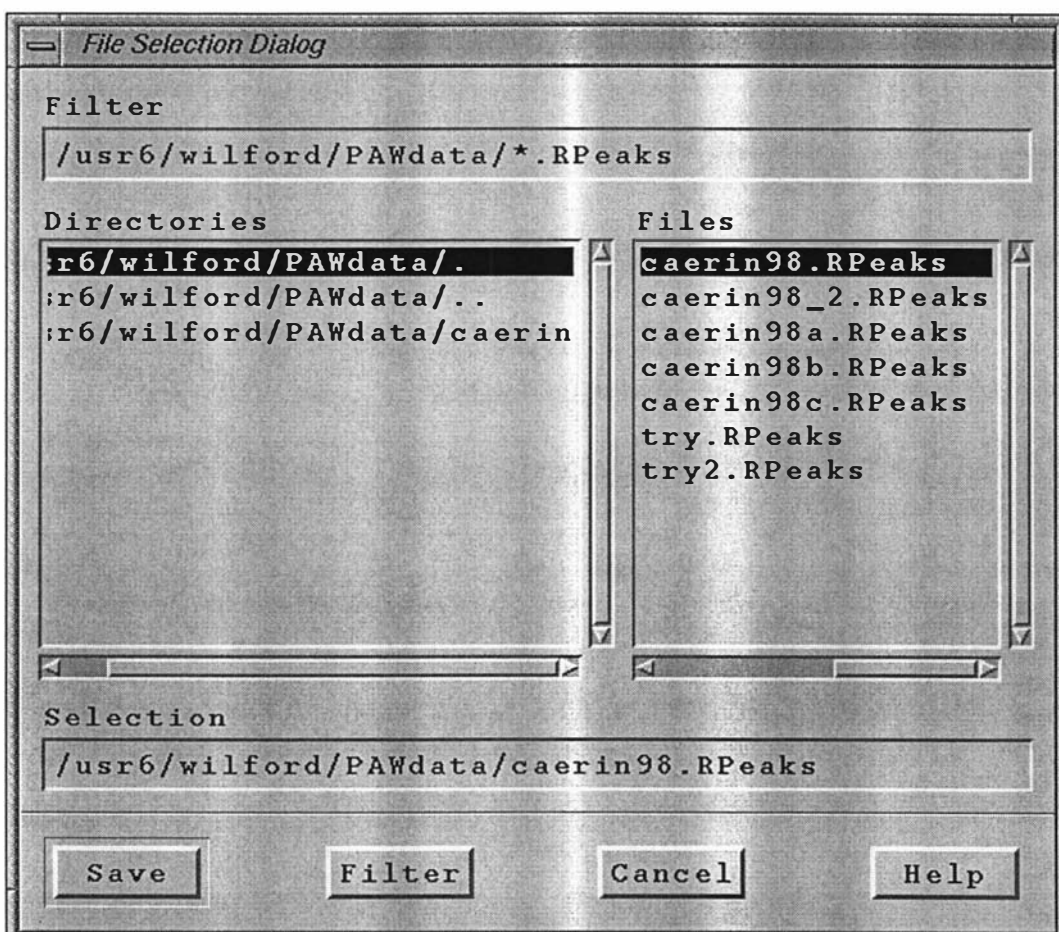 File Selection Dialog
Filter
/usr6/wilford/PAWdata/*.RPeaks
Directories
r6/wilford/PAWdata/.
r6/wilford/PAWdata/..
r6/wilford/PAWdata/caerin
Files
caerin98.RPeaks
caerin98_2.RPeaks
caerin98a.RPeaks
caerin98b.RPeaks
caerin98c.RPeaks
try.RPeaks
try2.RPeaks
Selection
/usr6/wilford/PAWdata/caerin98.RPeaks
Save
Filter
Cancel
Help